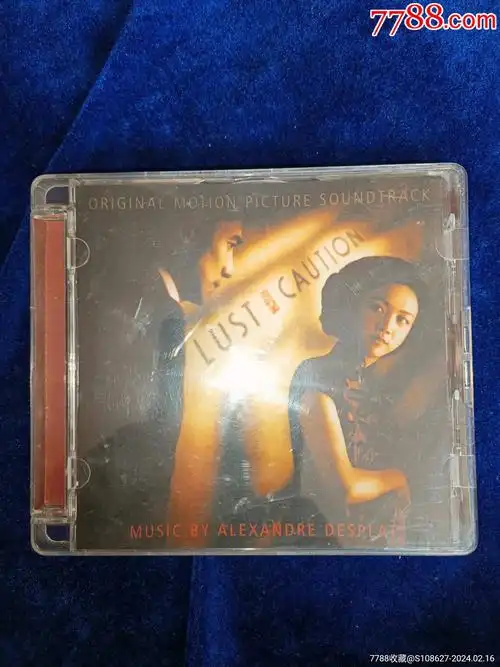 7788.com
ORIGINAL MOTION PICTURE SOUNDTRACK
LUST CAUTION
MUSIC BY ALEXANDRE DESPLAT
7788收藏@S108627-2024.02.16